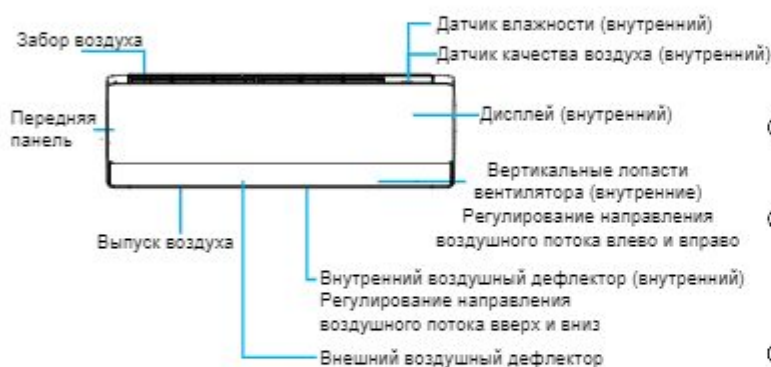 Датчик влажности (внутренний)
Забор воздуха
Датчик качества воздуха (внутренний)
Передняя
панель
Дисплей (внутренний)
Вертикальные лопасти
вентилятора (внутренние)
Регулирование направления
воздушного потока влево и вправо
Выпуск воздуха
Внутренний воздушный дефлектор (внутренний)
Регулирование направления
воздушного потока вверх и вниз
Внешний воздушный дефлектор